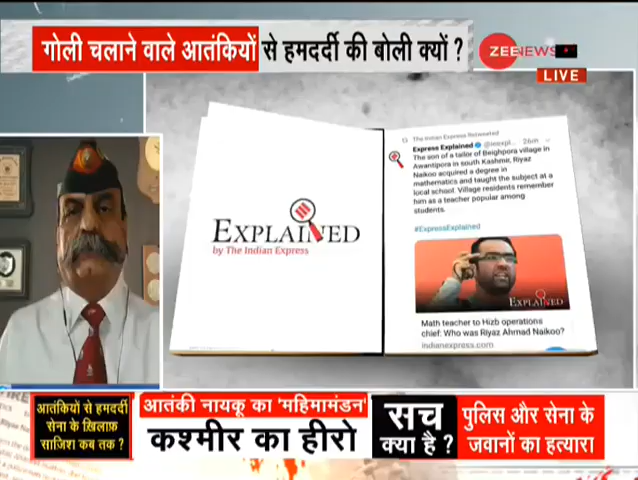 गोली चलाने वाले आतंकियों से हमदर्दी की बोली क्यों ?
ZEE NEWS
LIVE
EXPLAINED
by The Indian Express
The Indian Express Retweeted
Express Explained @ieexpl... 26m
The son of a tailor of Beighpora village in
Awantipora in south Kashmir, Riyaz
Naikoo acquired a degree in
mathematics and taught the subject at a
local school. Village residents remember
him as a teacher popular among
students.
#ExpressExplained
EXPLAINED
Math teacher to Hizb operations
chief: Who was Riyaz Ahmad Naikoo?
indianexpress.com
आतंकियों से हमदर्दी
सेना के ख़िलाफ़
साजिश कब तक ?
आतंकी नायकू का 'महिमामंडन'
कश्मीर का हीरो
सच
क्या है ?
पुलिस और सेना के
जवानों का हत्यारा